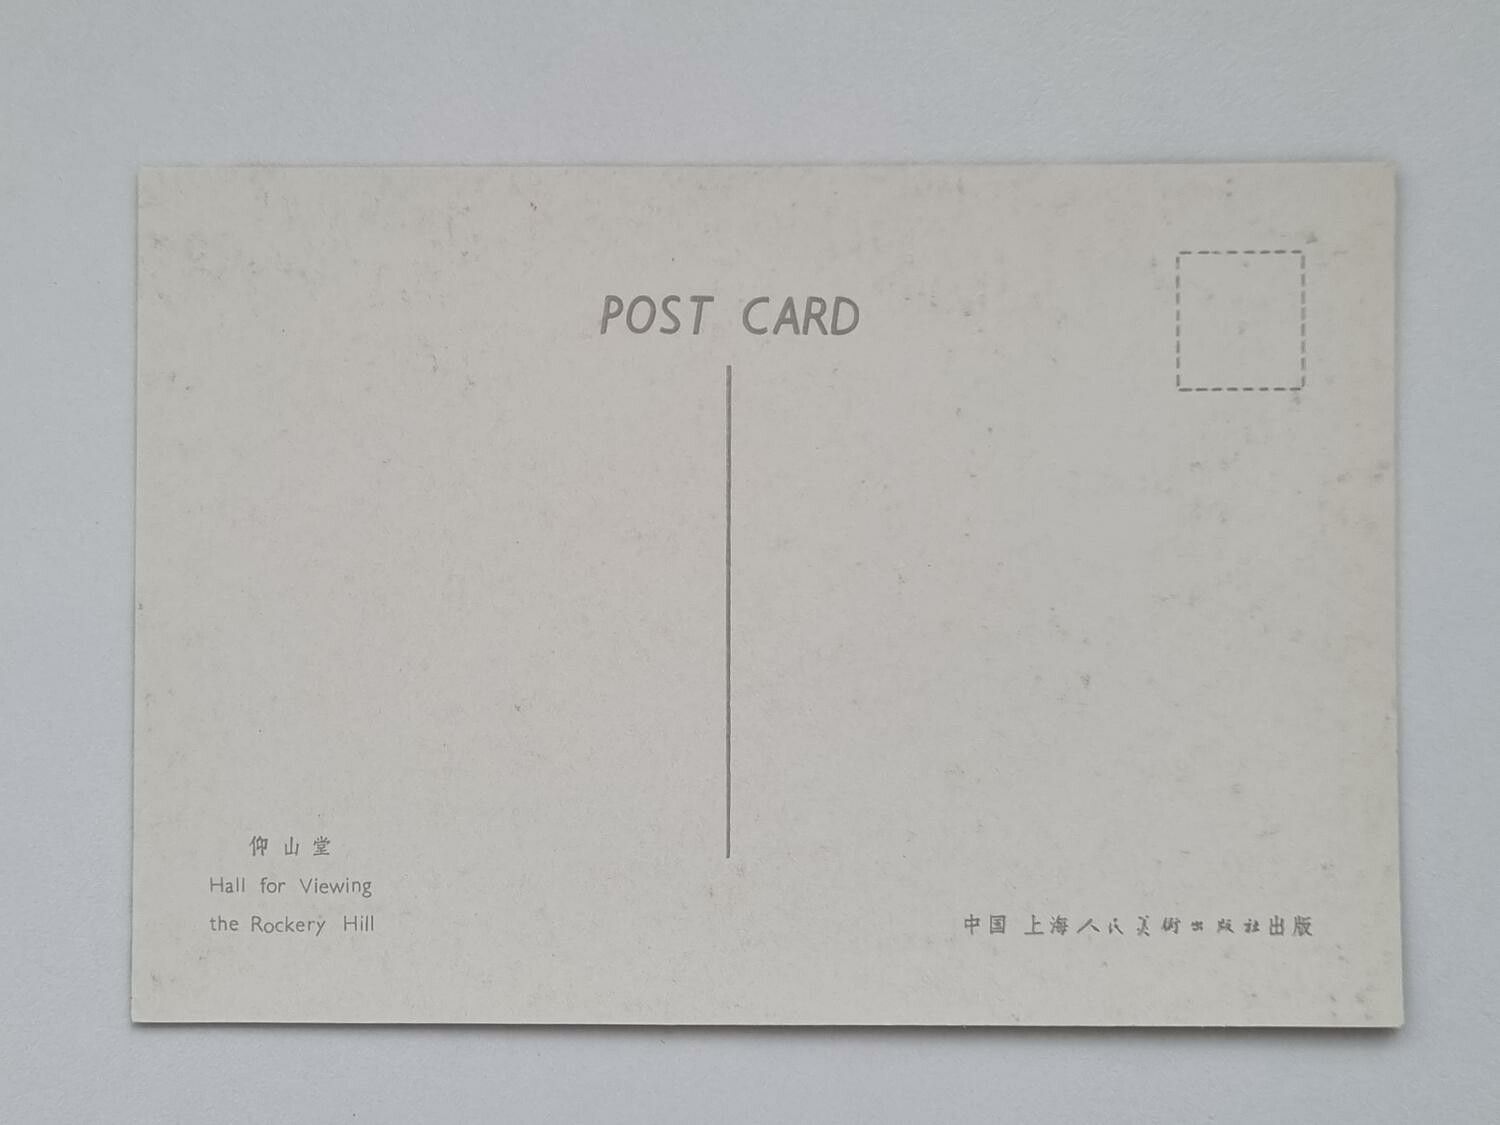 POST CARD
仰山堂
Hall for Viewing
the Rockery Hill
中国 上海人民美術出版社出版